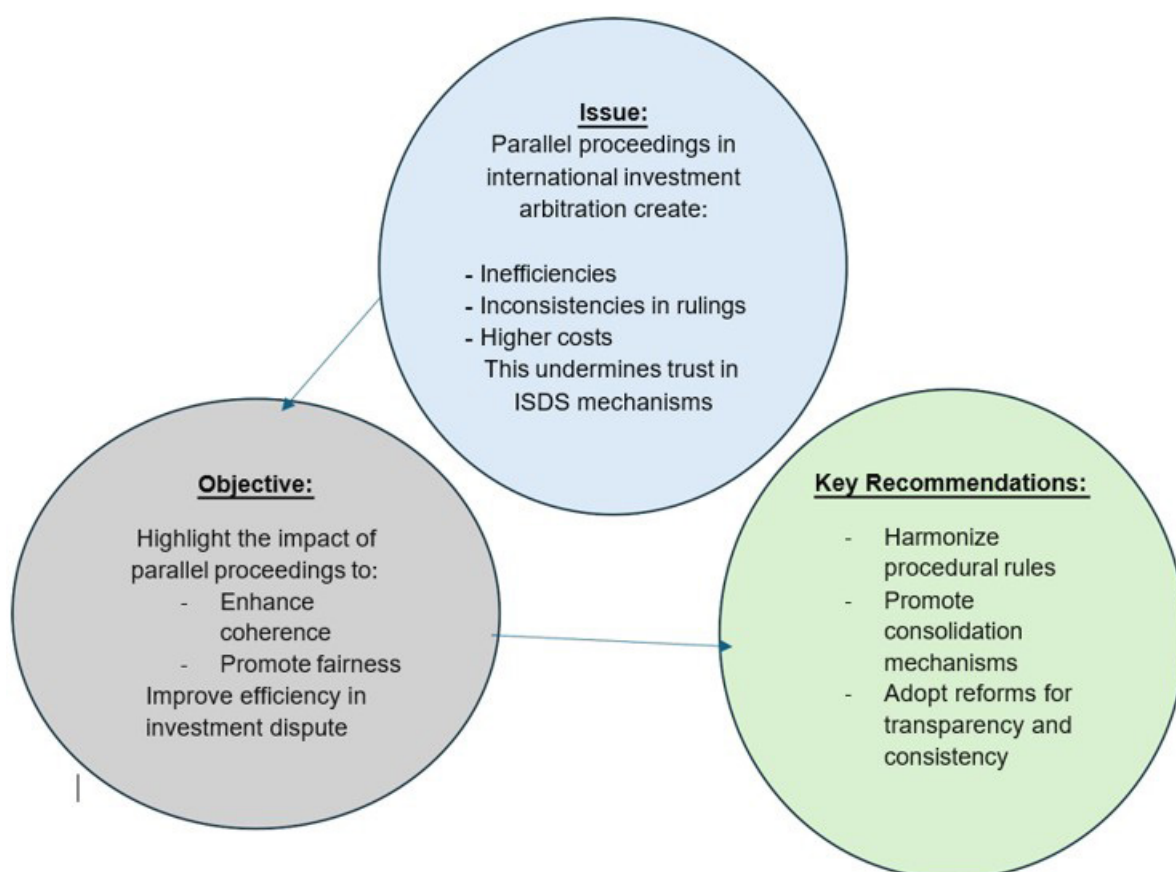 Issue:
Parallel proceedings in
international investment
arbitration create:
- Inefficiencies
- Inconsistencies in rulings
- Higher costs
This undermines trust in
ISDS mechanisms
Objective:
Highlight the impact of
parallel proceedings to:
- Enhance
coherence
- Promote fairness
Improve efficiency in
investment dispute
Key Recommendations:
- Harmonize
procedural rules
- Promote
consolidation
mechanisms
- Adopt reforms for
transparency and
consistency